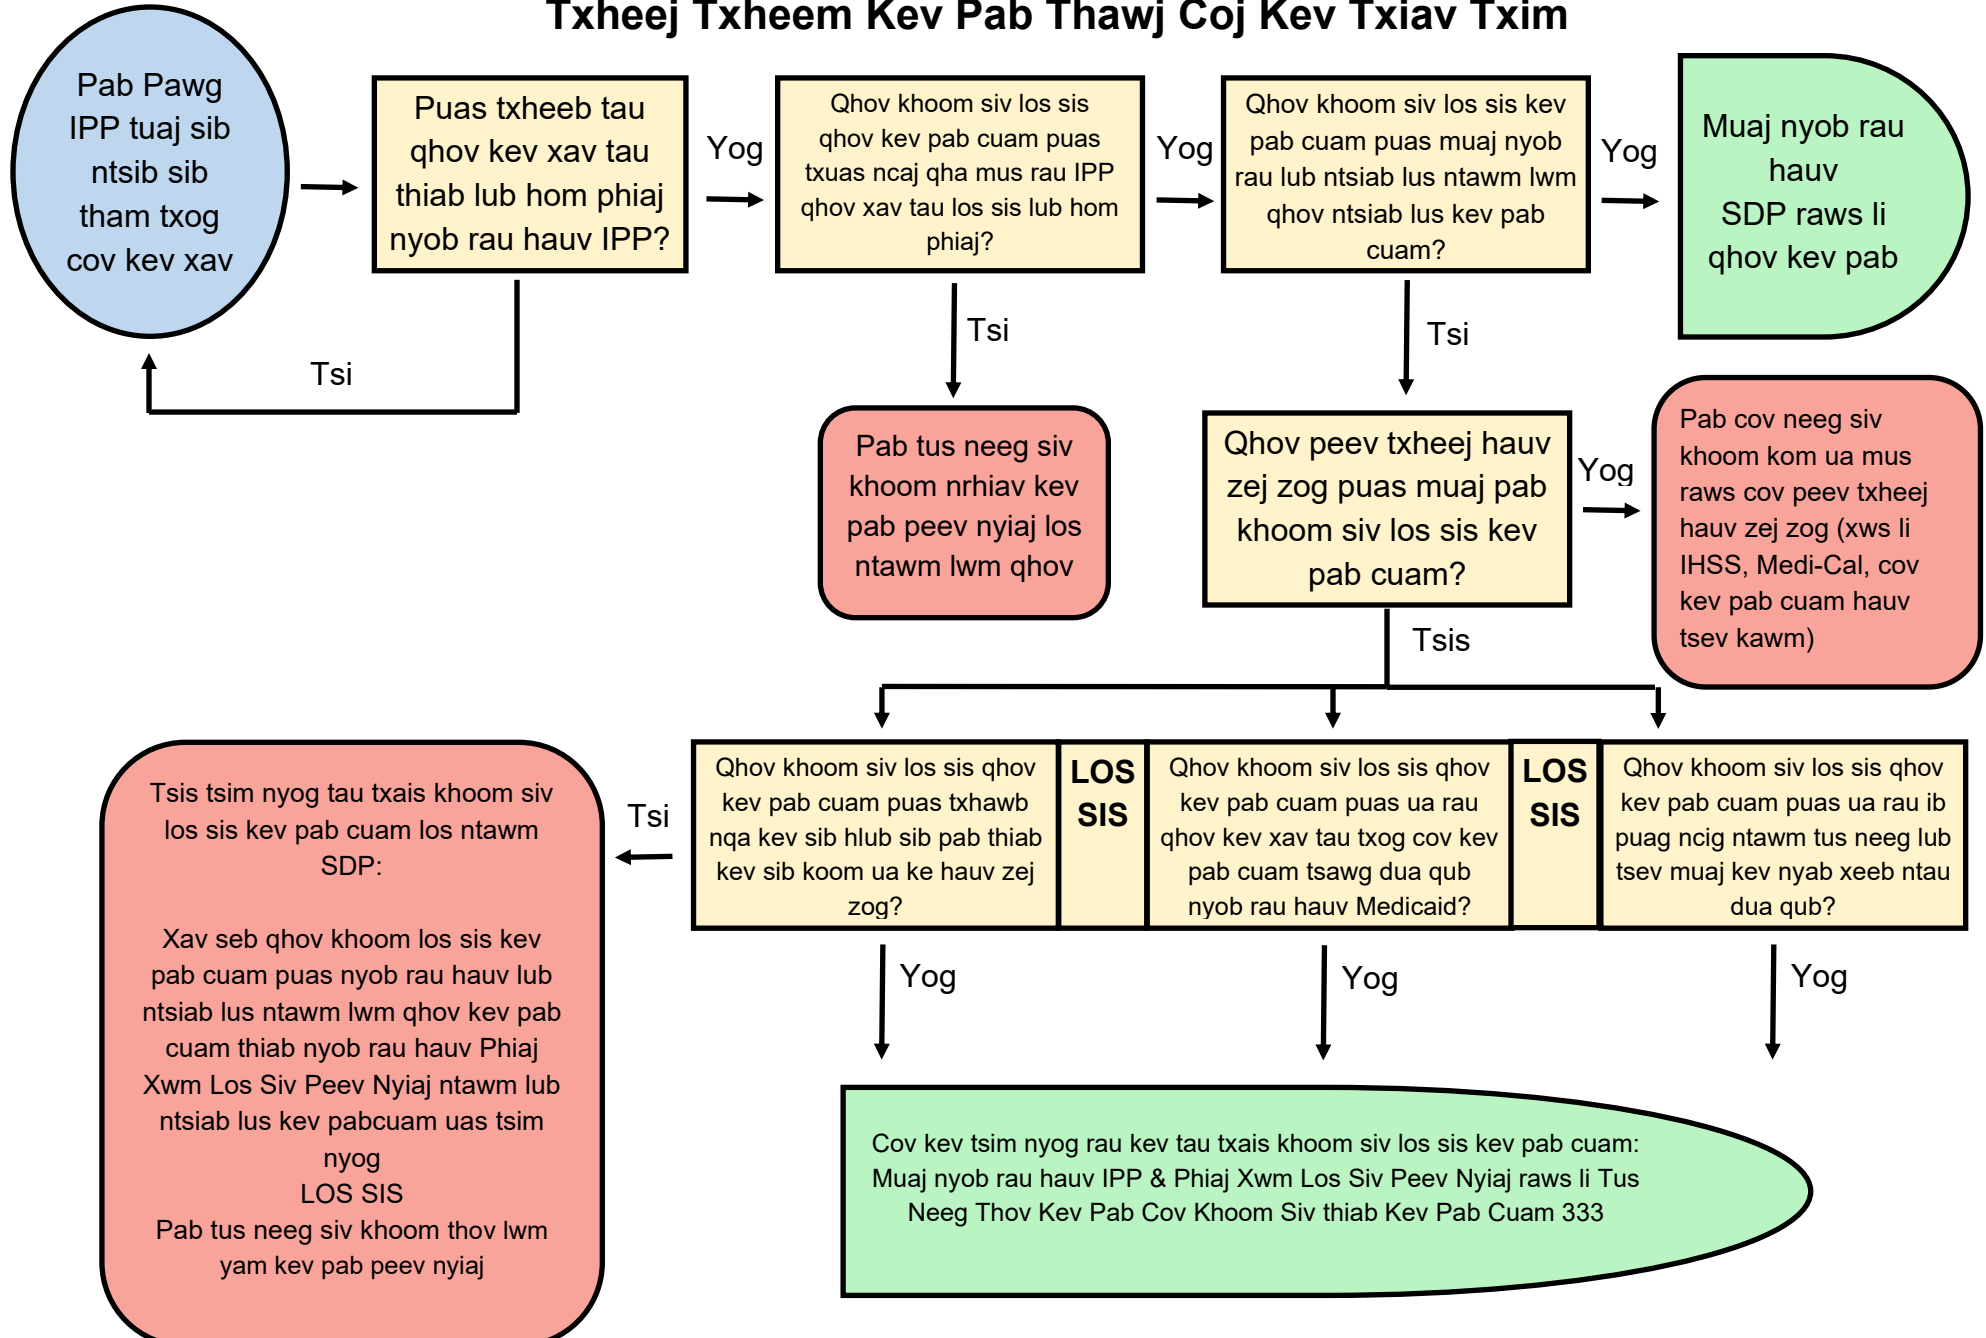 Txheej Txheem Kev Pab Thawj Coj Kev Txiav Txim
Pab Pawg
IPP tuaj sib
ntsib sib
tham txog
cov kev xav
Puas txheeb tau
qhov kev xav tau
thiab lub hom phiaj
nyob rau hauv IPP?
Yog
Qhov khoom siv los sis
qhov kev pab cuam puas
txuas ncaj qha mus rau IPP
qhov xav tau los sis lub hom
phiaj?
Yog
Qhov khoom siv los sis kev
pab cuam puas muaj nyob
rau lub ntsiab lus ntawm lwm
qhov ntsiab lus kev pab
cuam?
Yog
Muaj nyob rau
hauv
SDP raws li
qhov kev pab
Tsi
Tsi
Tsi
Pab tus neeg siv
khoom nrhiav kev
pab peev nyiaj los
ntawm lwm qhov
Qhov peev txheej hauv
zej zog puas muaj pab
khoom siv los sis kev
pab cuam?
Yog
Pab cov neeg siv
khoom kom ua mus
raws cov peev txheej
hauv zej zog (xws li
IHSS, Medi-Cal, cov
kev pab cuam hauv
tsev kawm)
Tsis
Qhov khoom siv los sis qhov
kev pab cuam puas txhawb
nqa kev sib hlub sib pab thiab
kev sib koom ua ke hauv zej
zog?
LOS
SIS
Qhov khoom siv los sis qhov
kev pab cuam puas ua rau
qhov kev xav tau txog cov kev
pab cuam tsawg dua qub
nyob rau hauv Medicaid?
LOS
SIS
Qhov khoom siv los sis qhov
kev pab cuam puas ua rau ib
puag ncig ntawm tus neeg lub
tsev muaj kev nyab xeeb ntau
dua qub?
Tsi
Tsis tsim nyog tau txais khoom siv
los sis kev pab cuam los ntawm
SDP:
Xav seb qhov khoom los sis kev
pab cuam puas nyob rau hauv lub
ntsiab lus ntawm lwm qhov kev pab
cuam thiab nyob rau hauv Phiaj
Xwm Los Siv Peev Nyiaj ntawm lub
ntsiab lus kev pabcuam uas tsim
nyog
LOS SIS
Pab tus neeg siv khoom thov lwm
yam kev pab peev nyiaj
Yog
Yog
Yog
Cov kev tsim nyog rau kev tau txais khoom siv los sis kev pab cuam:
Muaj nyob rau hauv IPP & Phiaj Xwm Los Siv Peev Nyiaj raws li Tus
Neeg Thov Kev Pab Cov Khoom Siv thiab Kev Pab Cuam 333